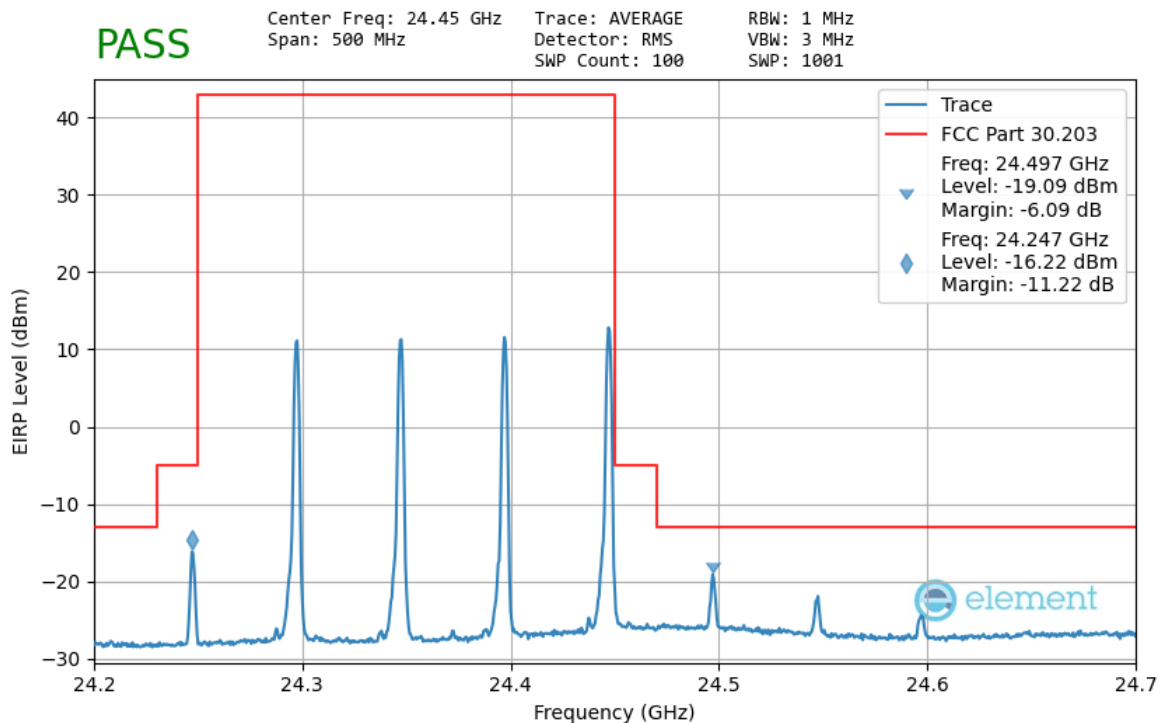 PASS
Center Freq: 24.45 GHz
Span: 500 MHz
Trace: AVERAGE
Detector: RMS
SWP Count: 100
RBW: 1 MHz
VBW: 3 MHz
SWP: 1001
Trace
FCC Part 30.203
Freq: 24.497 GHz
Level: -19.09 dBm
Margin: -6.09 dB
Freq: 24.247 GHz
Level: -16.22 dBm
Margin: -11.22 dB
EIRP Level (dBm)
40
30
20
10
0
−10
−20
−30
element
24.2 24.3 24.4 24.5 24.6 24.7
Frequency (GHz)